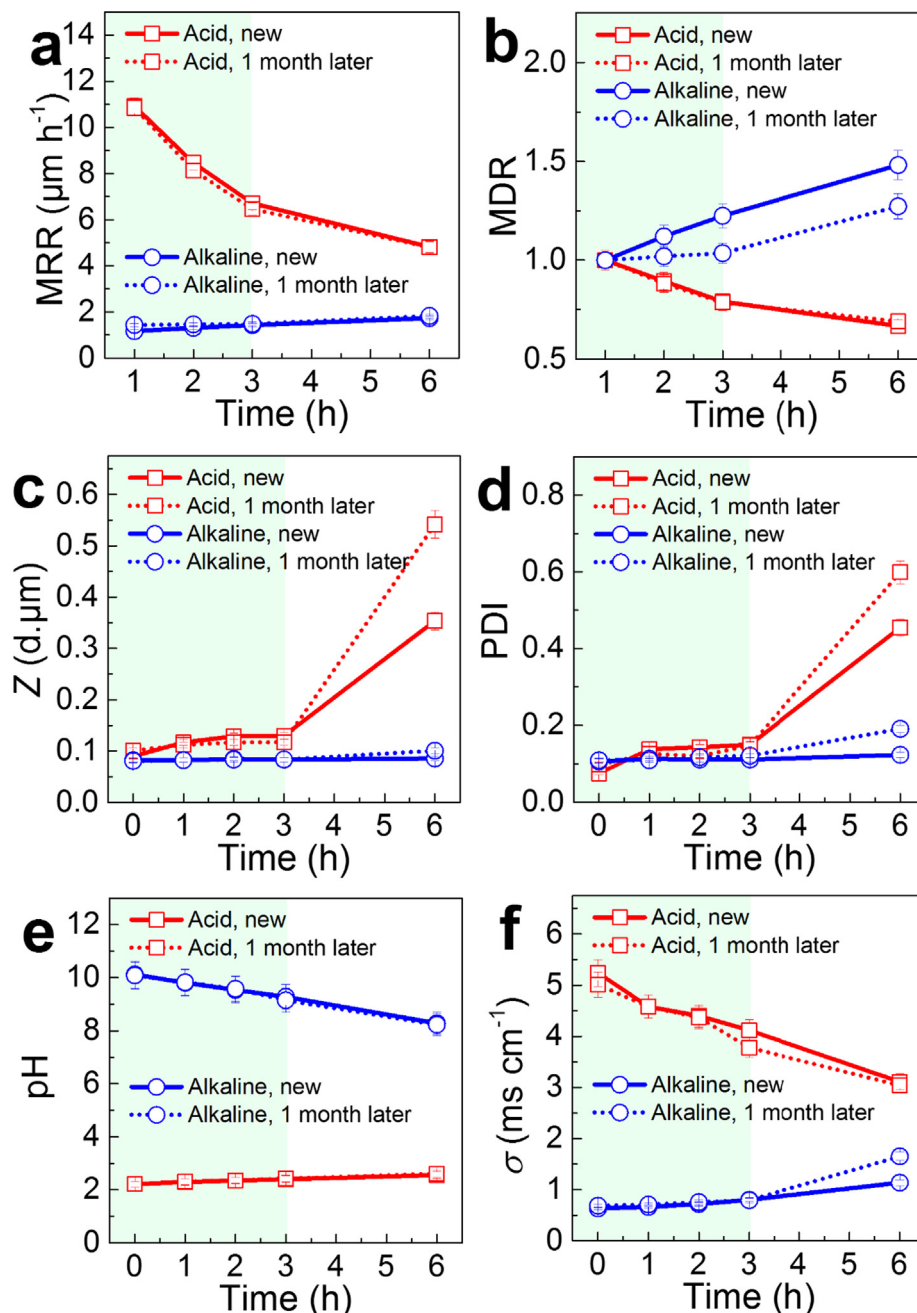 a
14
12
10
8
6
4
2
0
MRR (µm h⁻¹)
Acid, new
Acid, 1 month later
Alkaline, new
Alkaline, 1 month later
1 2 3 4 5 6
Time (h)
b
2.0
1.5
1.0
0.5
MDR
Acid, new
Acid, 1 month later
Alkaline, new
Alkaline, 1 month later
1 2 3 4 5 6
Time (h)
c
0.6
0.5
0.4
0.3
0.2
0.1
0.0
Z (d.µm)
Acid, new
Acid, 1 month later
Alkaline, new
Alkaline, 1 month later
0 1 2 3 4 5 6
Time (h)
d
0.8
0.6
0.4
0.2
0.0
PDI
Acid, new
Acid, 1 month later
Alkaline, new
Alkaline, 1 month later
0 1 2 3 4 5 6
Time (h)
e
12
10
8
6
4
2
0
pH
Acid, new
Acid, 1 month later
Alkaline, new
Alkaline, 1 month later
0 1 2 3 4 5 6
Time (h)
f
6
5
4
3
2
1
0
σ (ms cm⁻¹)
Acid, new
Acid, 1 month later
Alkaline, new
Alkaline, 1 month later
0 1 2 3 4 5 6
Time (h)